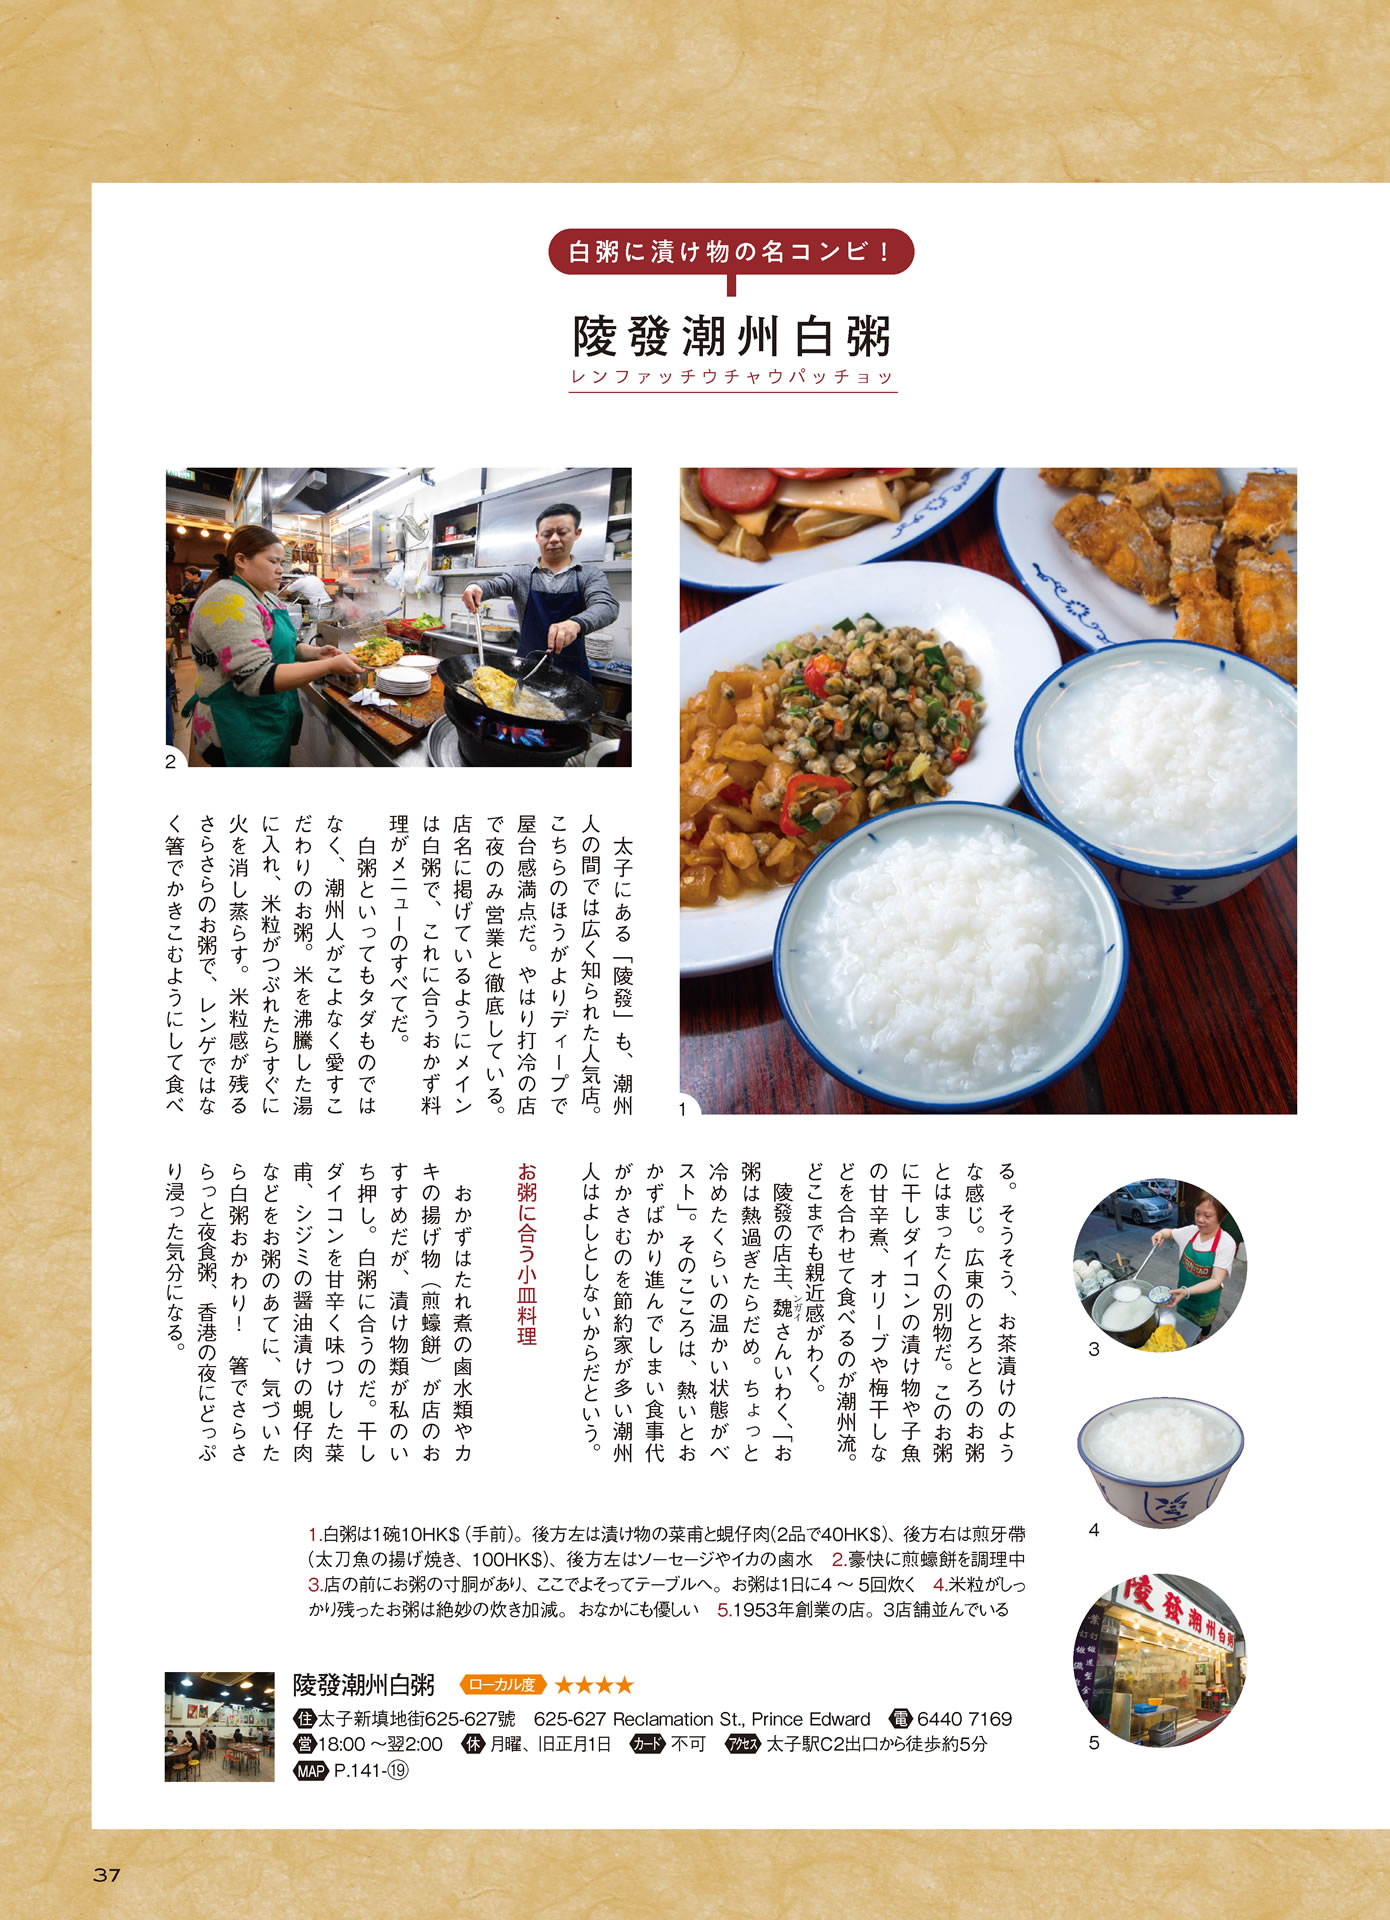 白粥に漬け物の名コンビ！
陵發潮州白粥
レンファッチウチャウパッチョッ
2
1
太子にある「陵發」も、潮州
人の間では広く知られた人気店。
こちらのほうがよりディープで
屋台感満点だ。やはり打冷の店
で夜のみ営業と徹底している。
店名に掲げているようにメイン
は白粥で、これに合うおかず料
理がメニューのすべてだ。
白粥といってもタダものでは
なく、潮州人がこよなく愛すこ
だわりのお粥。米を沸騰した湯
に入れ、米粒がつぶれたらすぐに
火を消し蒸らす。米粒感が残る
さらさらのお粥で、レンゲではな
く箸でかきこむようにして食べ
る。そうそう、お茶漬けのよう
な感じ。広東のとろとろのお粥
とはまったくの別物だ。このお粥
に干しダイコンの漬け物や子魚
の甘辛煮、オリーブや梅干しな
どを合わせて食べるのが潮州流。
どこまでも親近感がわく。
陵發の店主、魏さんいわく、「お
ンガイ
粥は熱過ぎたらだめ。ちょっと
冷めたくらいの温かい状態がベ
スト」。そのこころは、熱いとお
かずばかり進んでしまい食事代
がかさむのを節約家が多い潮州
人はよしとしないからだという。
お粥に合う小皿料理
おかずはたれ煮の鹵水類やカ
キの揚げ物（煎蠔餅）が店のお
すすめだが、漬け物類が私のい
ち押し。白粥に合うのだ。干し
ダイコンを甘辛く味つけした菜
甫、シジミの醤油漬けの蜆仔肉
などをお粥のあてに、気づいた
ら白粥おかわり！　箸でさらさ
らっと夜食粥、香港の夜にどっぷ
り浸った気分になる。
3
4
5
陵發潮州白粥
1.白粥は1碗10HK$（手前）。後方左は漬け物の菜甫と蜆仔肉(2品で40HK$)、後方右は煎牙帶
（太刀魚の揚げ焼き、100HK$)、後方左はソーセージやイカの鹵水　2.豪快に煎蠔餅を調理中
3.店の前にお粥の寸胴があり、ここでよそってテーブルへ。お粥は1日に4〜5回炊く　4.米粒がしっ
かり残ったお粥は絶妙の炊き加減。おなかにも優しい　5.1953年創業の店。3店舗並んでいる
陵發潮州白粥　ローカル度 ★★★★
住 太子新填地街625-627號　625-627 Reclamation St., Prince Edward　電 6440 7169
営 18:00〜翌2:00　休 月曜、旧正月1日　カード 不可　アクセス 太子駅C2出口から徒歩約5分
MAP P.141-⑲
37